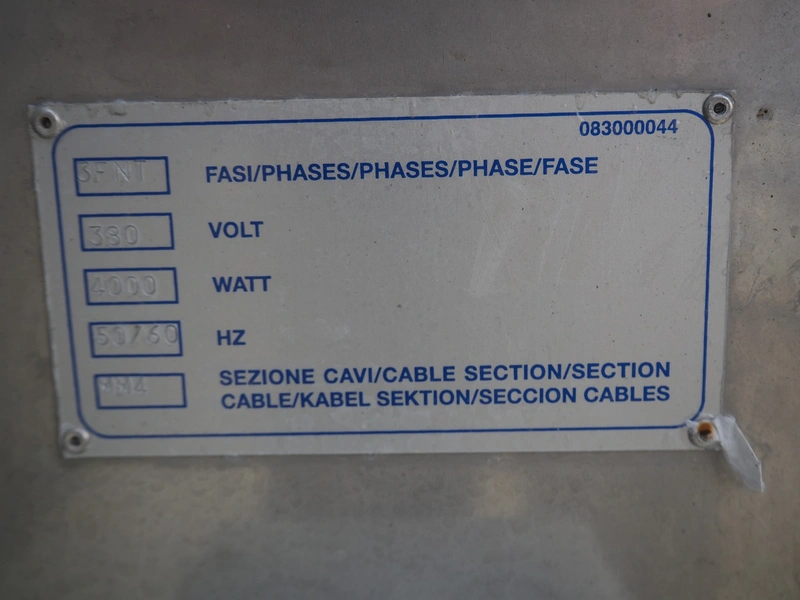 083000044
3FNT FASI/PHASES/PHASES/PHASE/FASE
380 VOLT
4000 WATT
50/60 HZ
MM4 SEZIONE CAVI/CABLE SECTION/SECTION
CABLE/KABEL SEKTION/SECCION CABLES